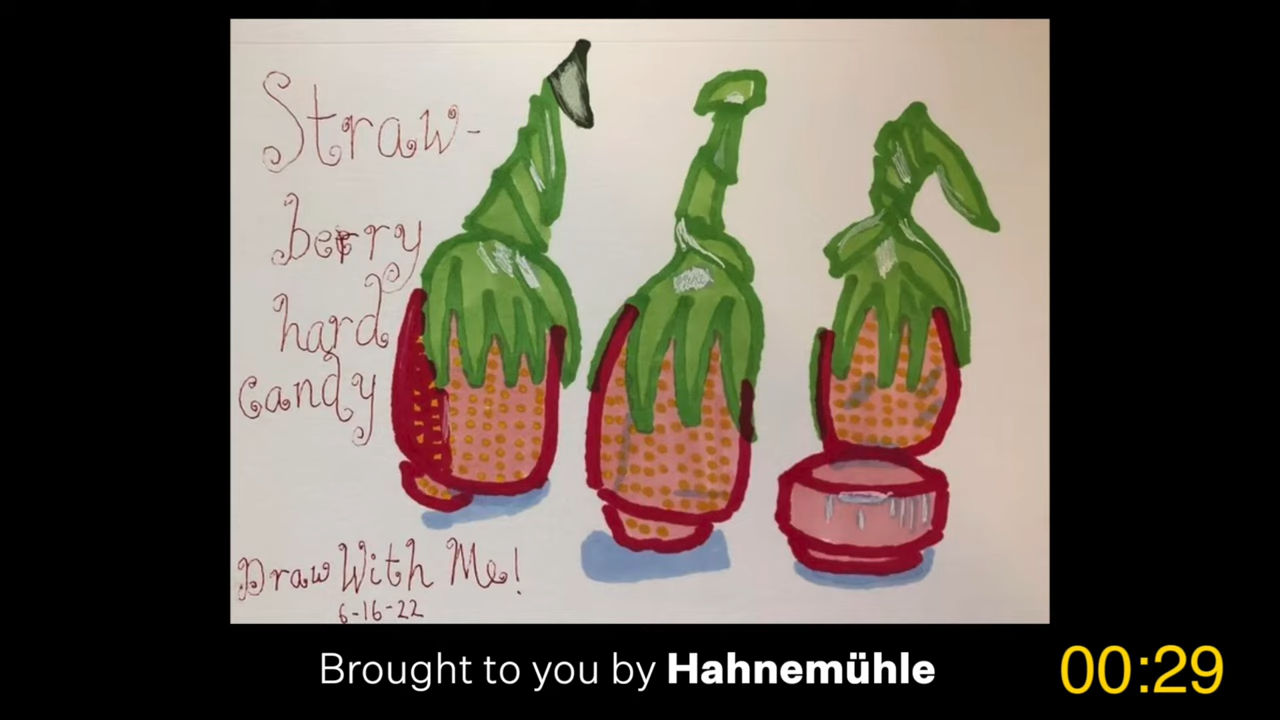 Straw-
berry
hard
candy
Draw With Me!
6-16-22
Brought to you by Hahnemühle
00:29